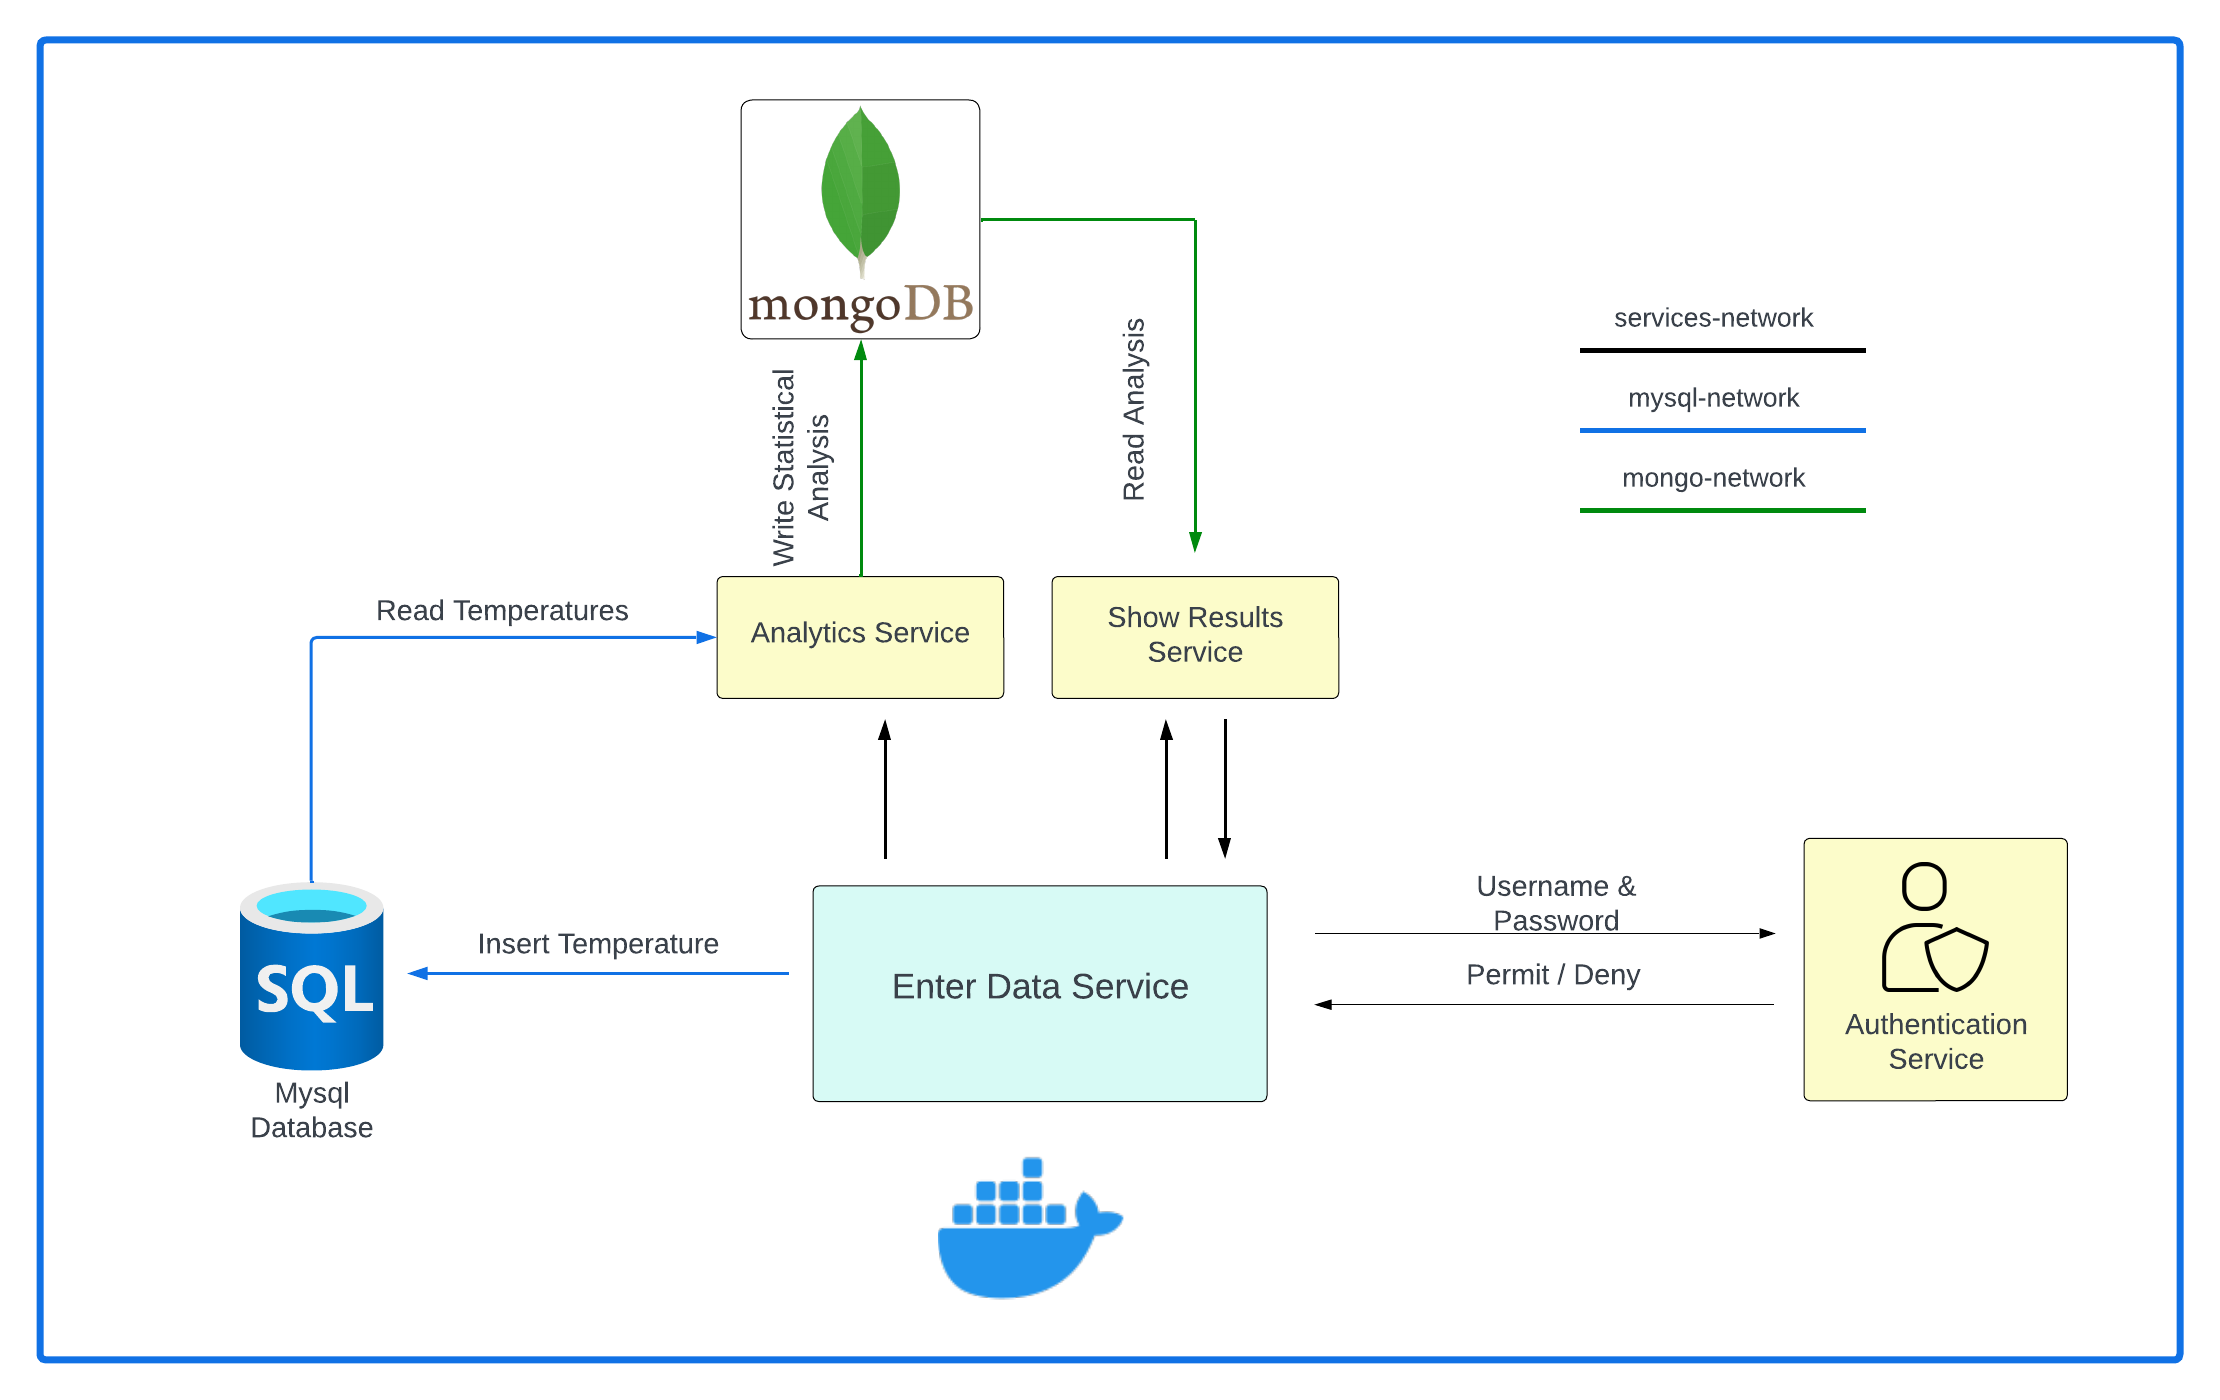 mongoDB
services-network
mysql-network
mongo-network
Write Statistical
Analysis
Read Analysis
Read Temperatures
Analytics Service
Show Results
Service
Username &
Password
Permit / Deny
Insert Temperature
Enter Data Service
SQL
Mysql
Database
Authentication
Service